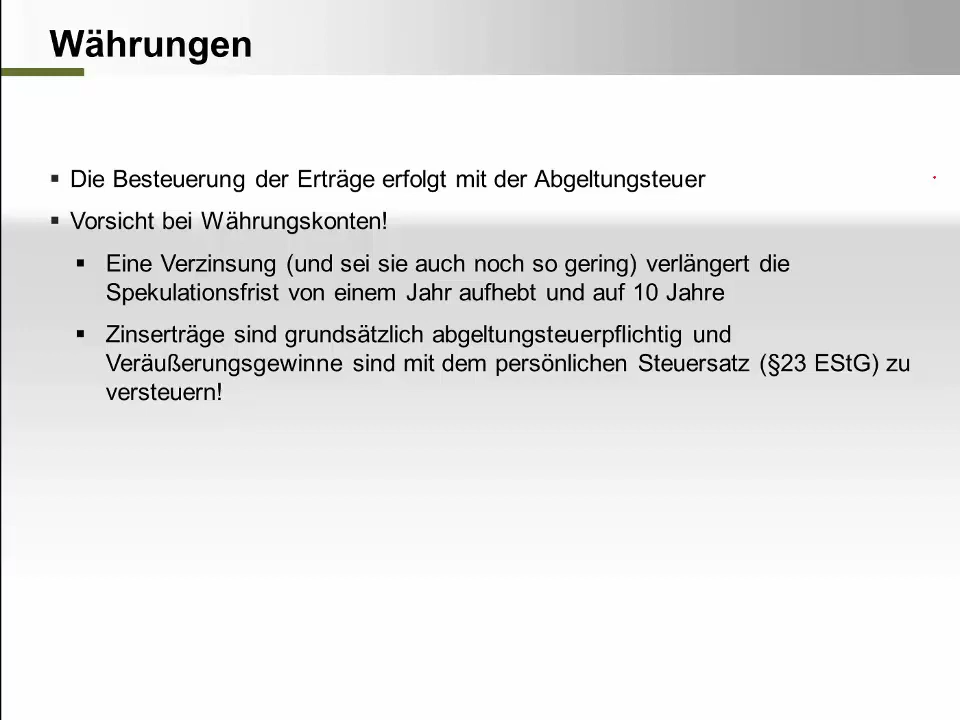 Währungen
▪ Die Besteuerung der Erträge erfolgt mit der Abgeltungsteuer
▪ Vorsicht bei Währungskonten!
▪ Eine Verzinsung (und sei sie auch noch so gering) verlängert die
Spekulationsfrist von einem Jahr aufhebt und auf 10 Jahre
▪ Zinserträge sind grundsätzlich abgeltungsteuerpflichtig und
Veräußerungsgewinne sind mit dem persönlichen Steuersatz (§23 EStG) zu
versteuern!